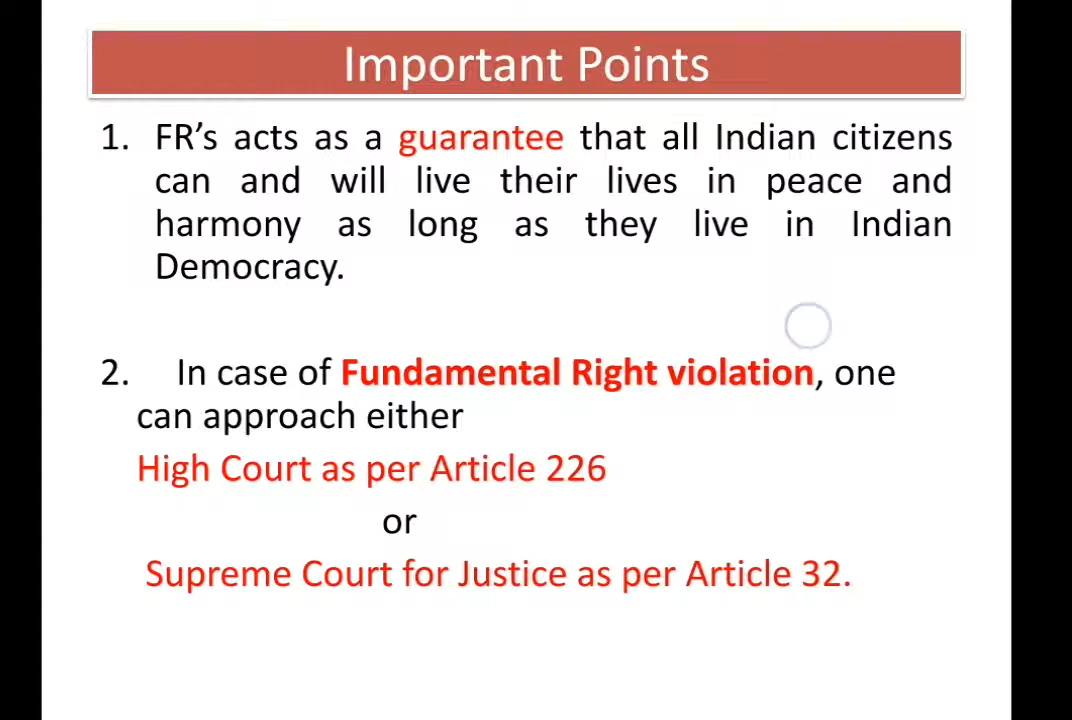 Important Points
1. FR's acts as a guarantee that all Indian citizens
can and will live their lives in peace and
harmony as long as they live in Indian
Democracy.
2. In case of Fundamental Right violation, one
can approach either
High Court as per Article 226
or
Supreme Court for Justice as per Article 32.